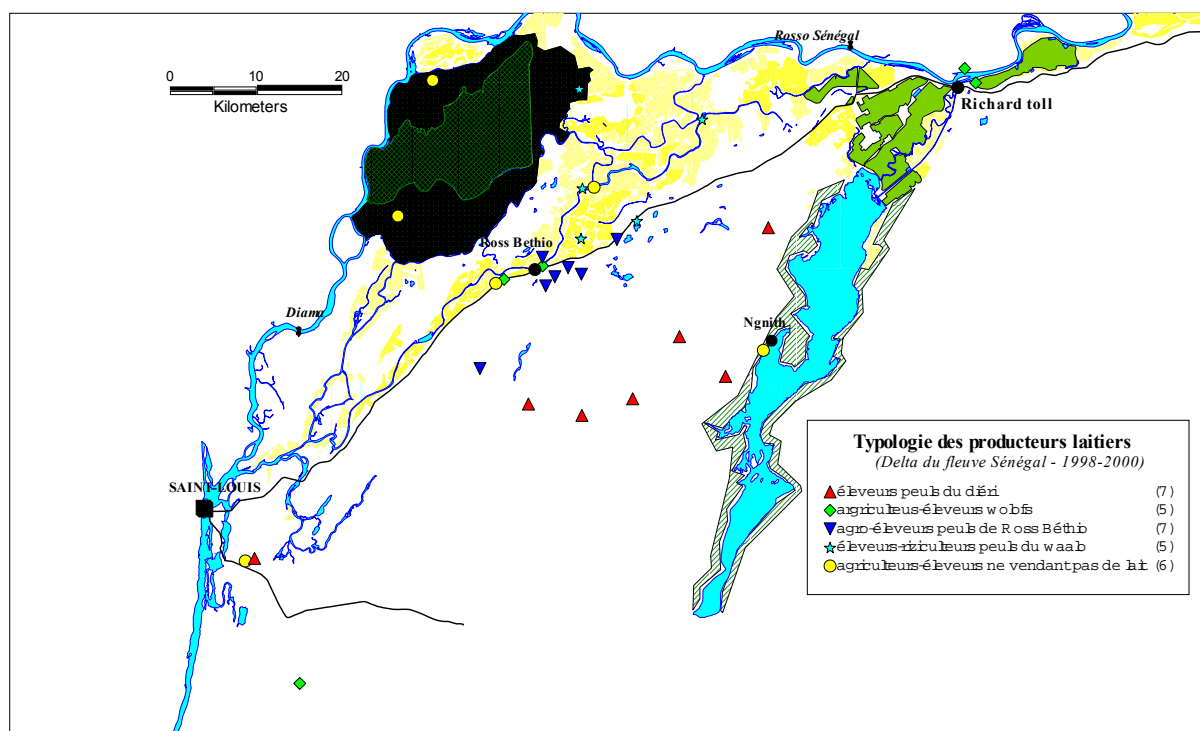 Rosso Sénégal
0 10 20
Kilometers
Richard toll
Ross Bethio
Diama
Ngnith
SAINT-LOUIS
Typologie des producteurs laitiers
(Delta du fleuve Sénégal - 1998-2000)
éleveurs peuls du diéri (7)
argriculteus-éleveurs wolofs (5)
agro-éleveurs peuls de Ross Béthio (7)
éleveurs-riziculteurs peuls du waalo (5)
agriculteurs-éleveurs ne vendant pas de lait (6)